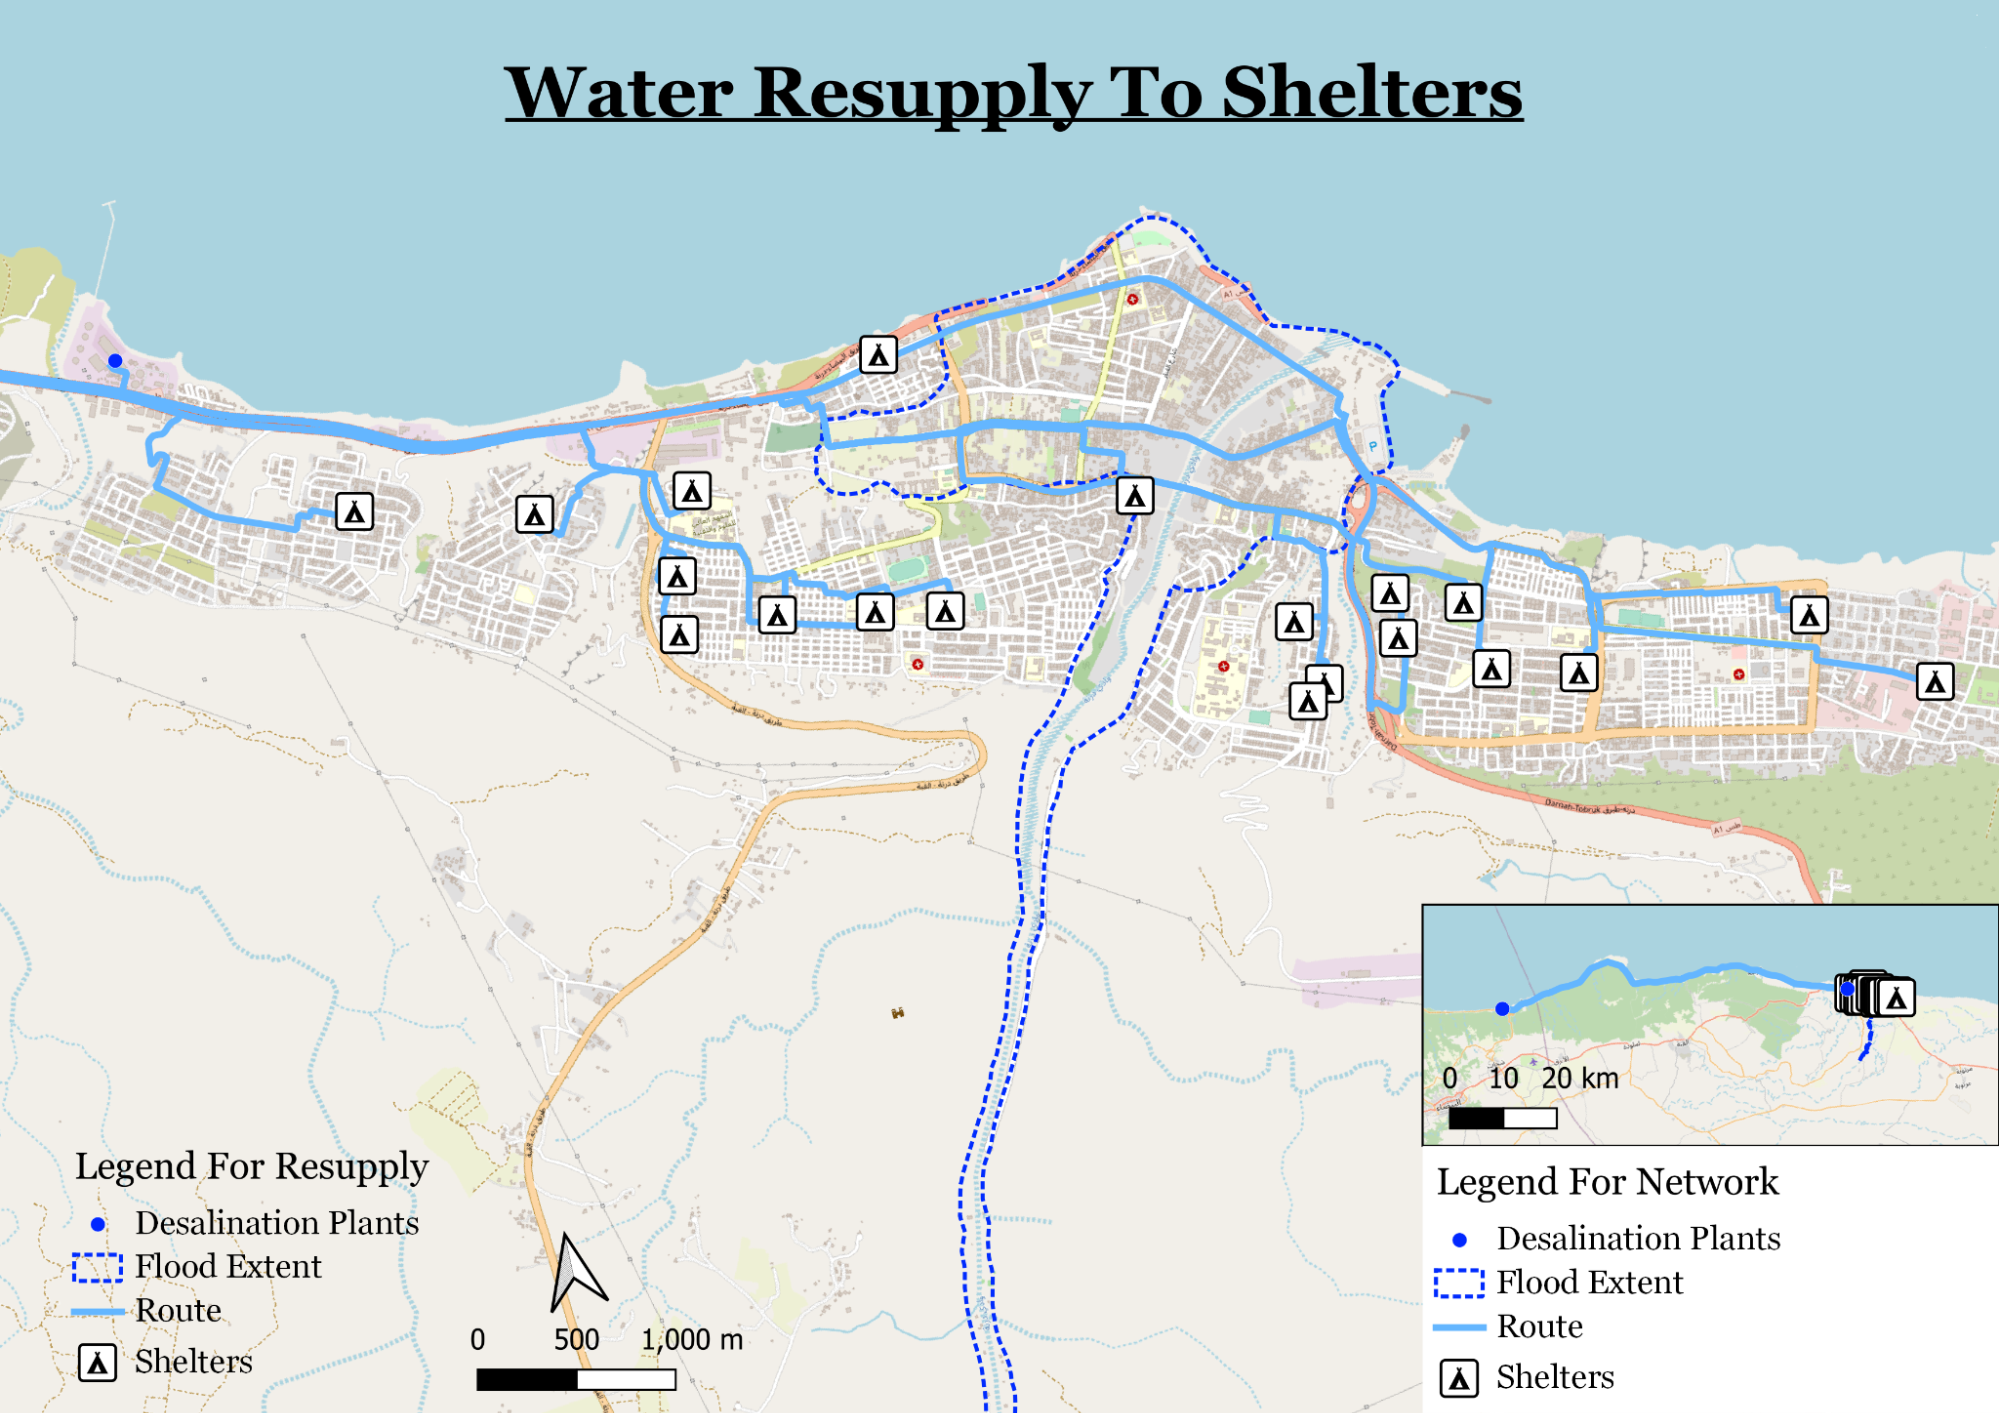 Water Resupply To Shelters
A1
P
Darnah-Tobruk
A1
0 10 20 km
Legend For Resupply
Desalination Plants
Flood Extent
Route
Shelters
0 500 1,000 m
Legend For Network
Desalination Plants
Flood Extent
Route
Shelters